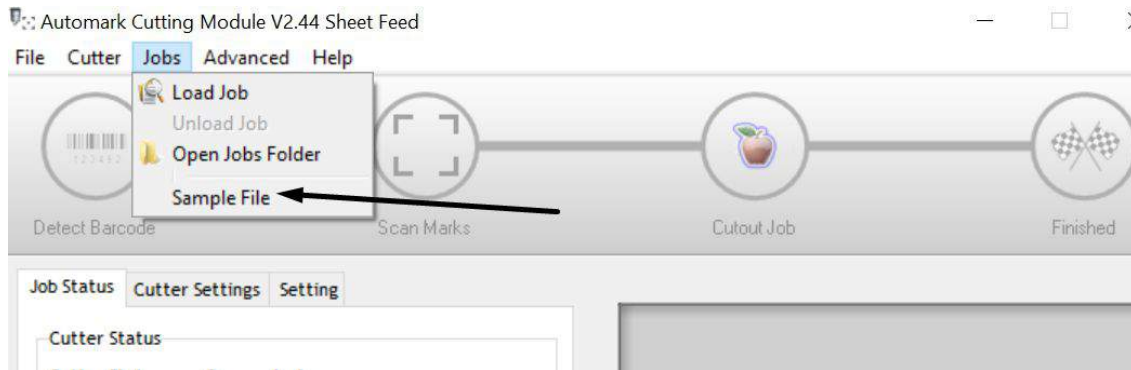 Automark Cutting Module V2.44 Sheet Feed
File Cutter Jobs Advanced Help
Load Job
Unload Job
Open Jobs Folder
Sample File
Detect Barcode Scan Marks Cutout Job Finished
Job Status Cutter Settings Setting
Cutter Status